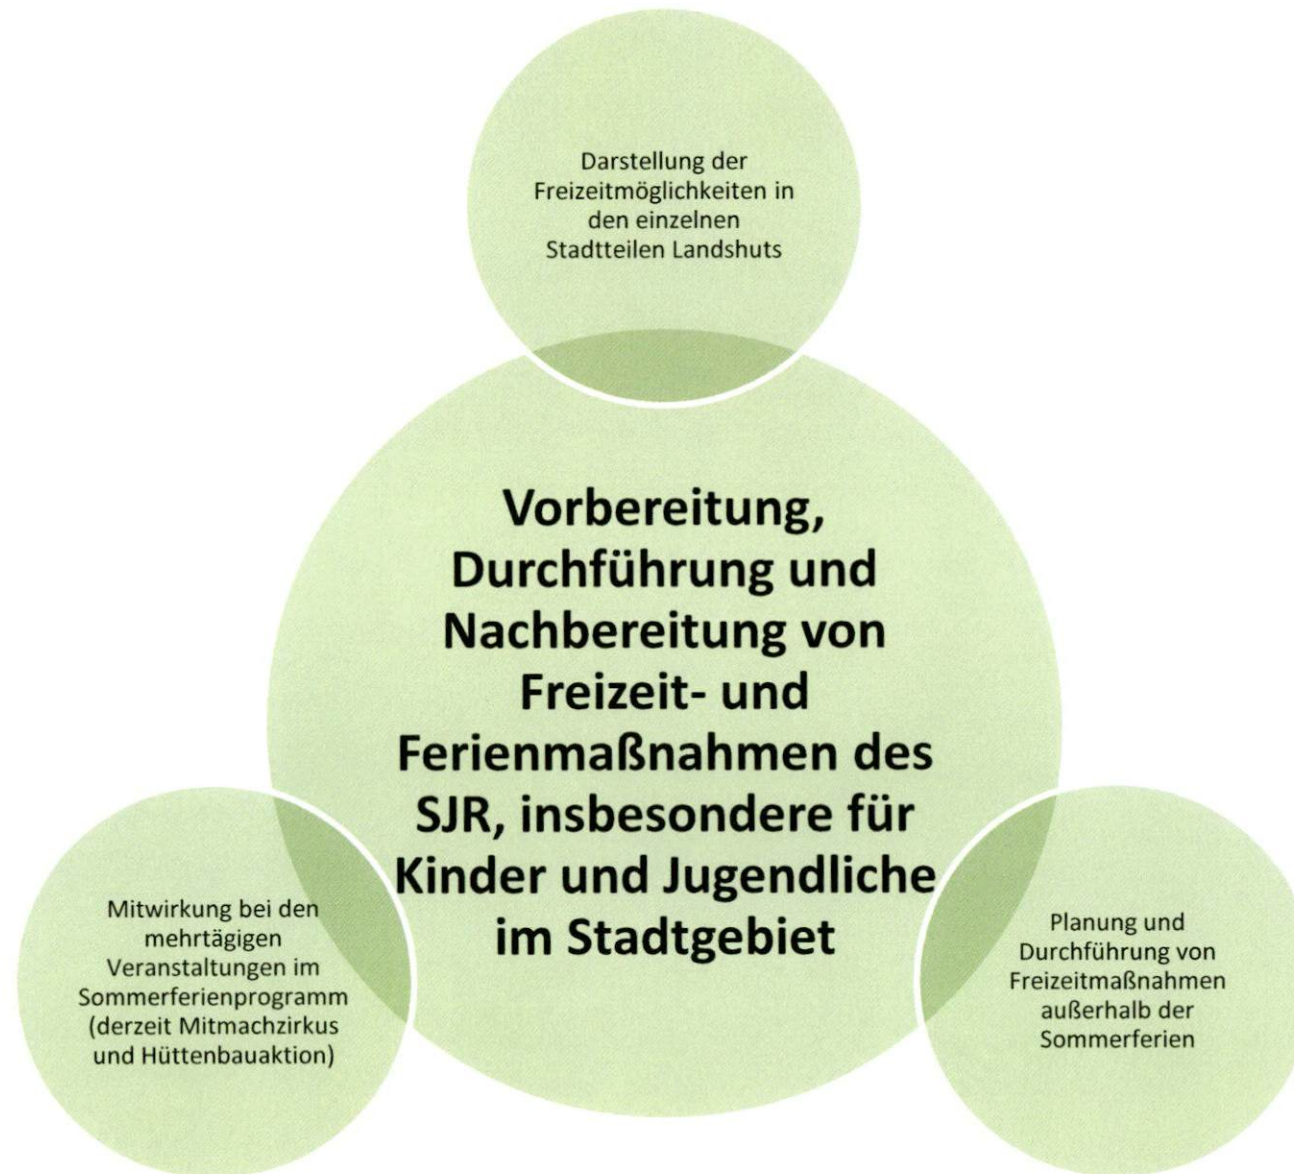 Darstellung der
Freizeitmöglichkeiten in
den einzelnen
Stadtteilen Landshuts
Vorbereitung,
Durchführung und
Nachbereitung von
Freizeit- und
Ferienmaßnahmen des
SJR, insbesondere für
Kinder und Jugendliche
im Stadtgebiet
Mitwirkung bei den
mehrtägigen
Veranstaltungen im
Sommerferienprogramm
(derzeit Mitmachzirkus
und Hüttenbauaktion)
Planung und
Durchführung von
Freizeitmaßnahmen
außerhalb der
Sommerferien